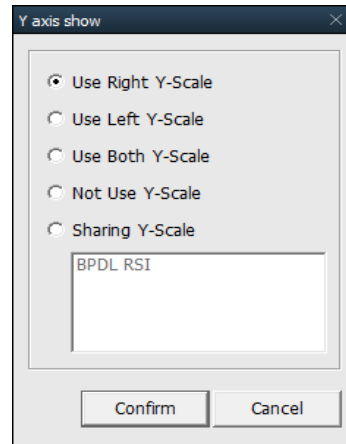 Y axis show
Use Right Y-Scale
Use Left Y-Scale
Use Both Y-Scale
Not Use Y-Scale
Sharing Y-Scale
BPDL RSI
Confirm
Cancel